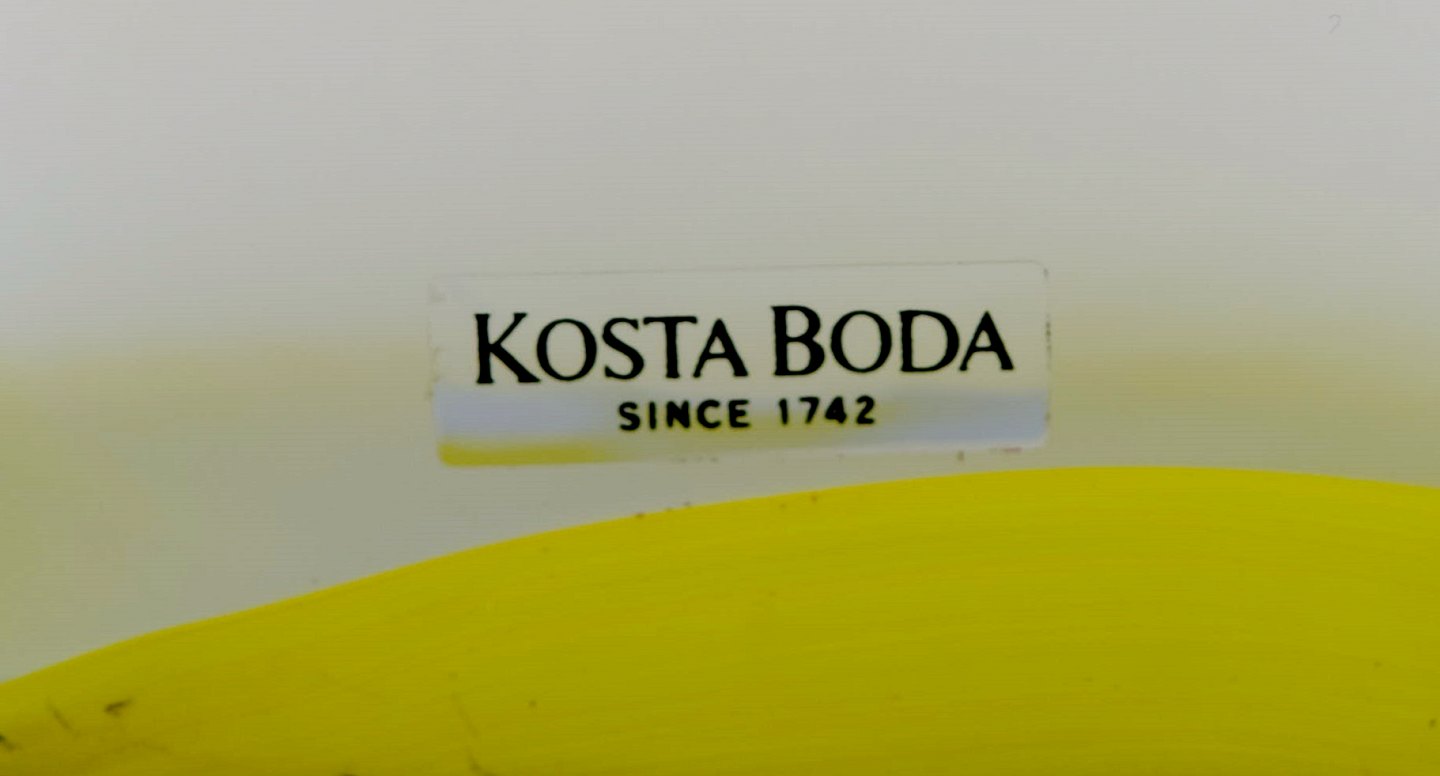 KOSTA BODA
SINCE 1742